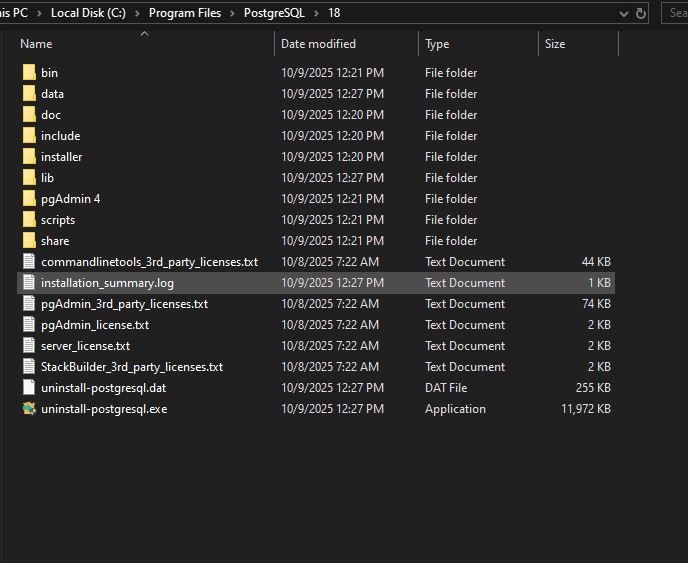 his PC > Local Disk (C:) > Program Files > PostgreSQL > 18 Sea
Name Date modified Type Size
bin 10/9/2025 12:21 PM File folder
data 10/9/2025 12:27 PM File folder
doc 10/9/2025 12:20 PM File folder
include 10/9/2025 12:20 PM File folder
installer 10/9/2025 12:20 PM File folder
lib 10/9/2025 12:27 PM File folder
pgAdmin 4 10/9/2025 12:21 PM File folder
scripts 10/9/2025 12:21 PM File folder
share 10/9/2025 12:21 PM File folder
commandlinetools_3rd_party_licenses.txt 10/8/2025 7:22 AM Text Document 44 KB
installation_summary.log 10/9/2025 12:27 PM Text Document 1 KB
pgAdmin_3rd_party_licenses.txt 10/8/2025 7:22 AM Text Document 74 KB
pgAdmin_license.txt 10/8/2025 7:22 AM Text Document 2 KB
server_license.txt 10/8/2025 7:22 AM Text Document 2 KB
StackBuilder_3rd_party_licenses.txt 10/8/2025 7:22 AM Text Document 2 KB
uninstall-postgresql.dat 10/9/2025 12:27 PM DAT File 255 KB
uninstall-postgresql.exe 10/9/2025 12:27 PM Application 11,972 KB